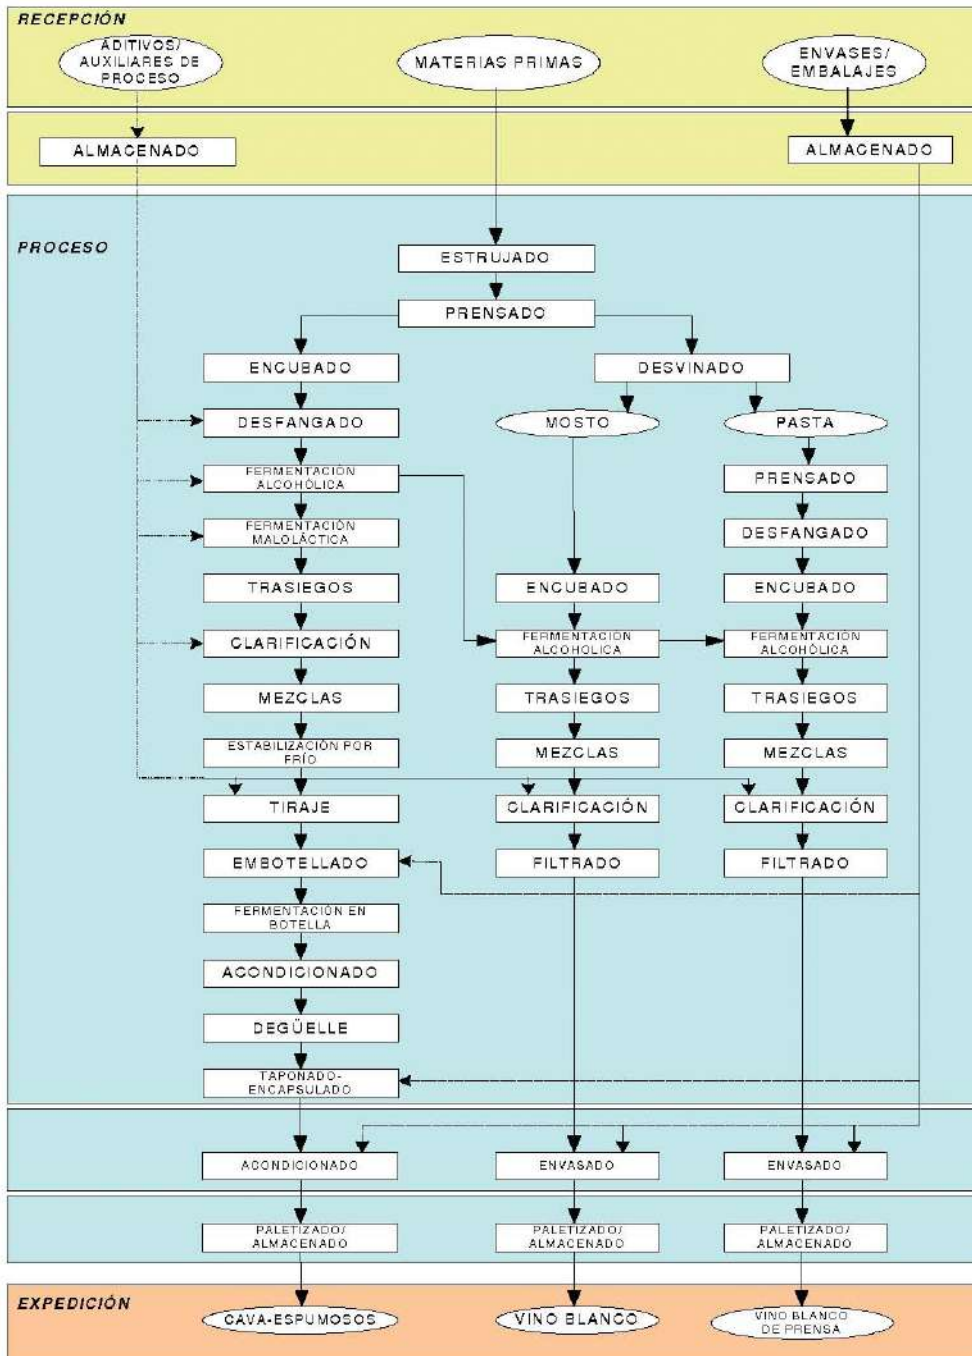 RECEPCIÓN
ADITIVOS/
AUXILIARES DE
PROCESO
MATERIAS PRIMAS
ENVASES/
EMBALAJES
ALMACENADO
ALMACENADO
PROCESO
ESTRUJADO
PRENSADO
ENCUBADO
DESVINADO
DESFANGADO
MOSTO
PASTA
FERMENTACIÓN
ALCOHÓLICA
PRENSADO
FERMENTACIÓN
MALOLÁCTICA
DESFANGADO
TRASIEGOS
ENCUBADO
ENCUBADO
CLARIFICACIÓN
FERMENTACIÓN
ALCOHÓLICA
FERMENTACIÓN
ALCOHÓLICA
MEZCLAS
TRASIEGOS
TRASIEGOS
ESTABILIZACIÓN POR
FRÍO
MEZCLAS
MEZCLAS
TIRAJE
CLARIFICACIÓN
CLARIFICACIÓN
EMBOTELLADO
FILTRADO
FILTRADO
FERMENTACIÓN EN
BOTELLA
ACONDICIONADO
DEGÜELLE
TAPONADO-
ENCAPSULADO
ACONDICIONADO
ENVASADO
ENVASADO
PALETIZADO/
ALMACENADO
PALETIZADO/
ALMACENADO
PALETIZADO/
ALMACENADO
EXPEDICIÓN
CAVA-ESPUMOSOS
VINO BLANCO
VINO BLANCO
DE PRENSA